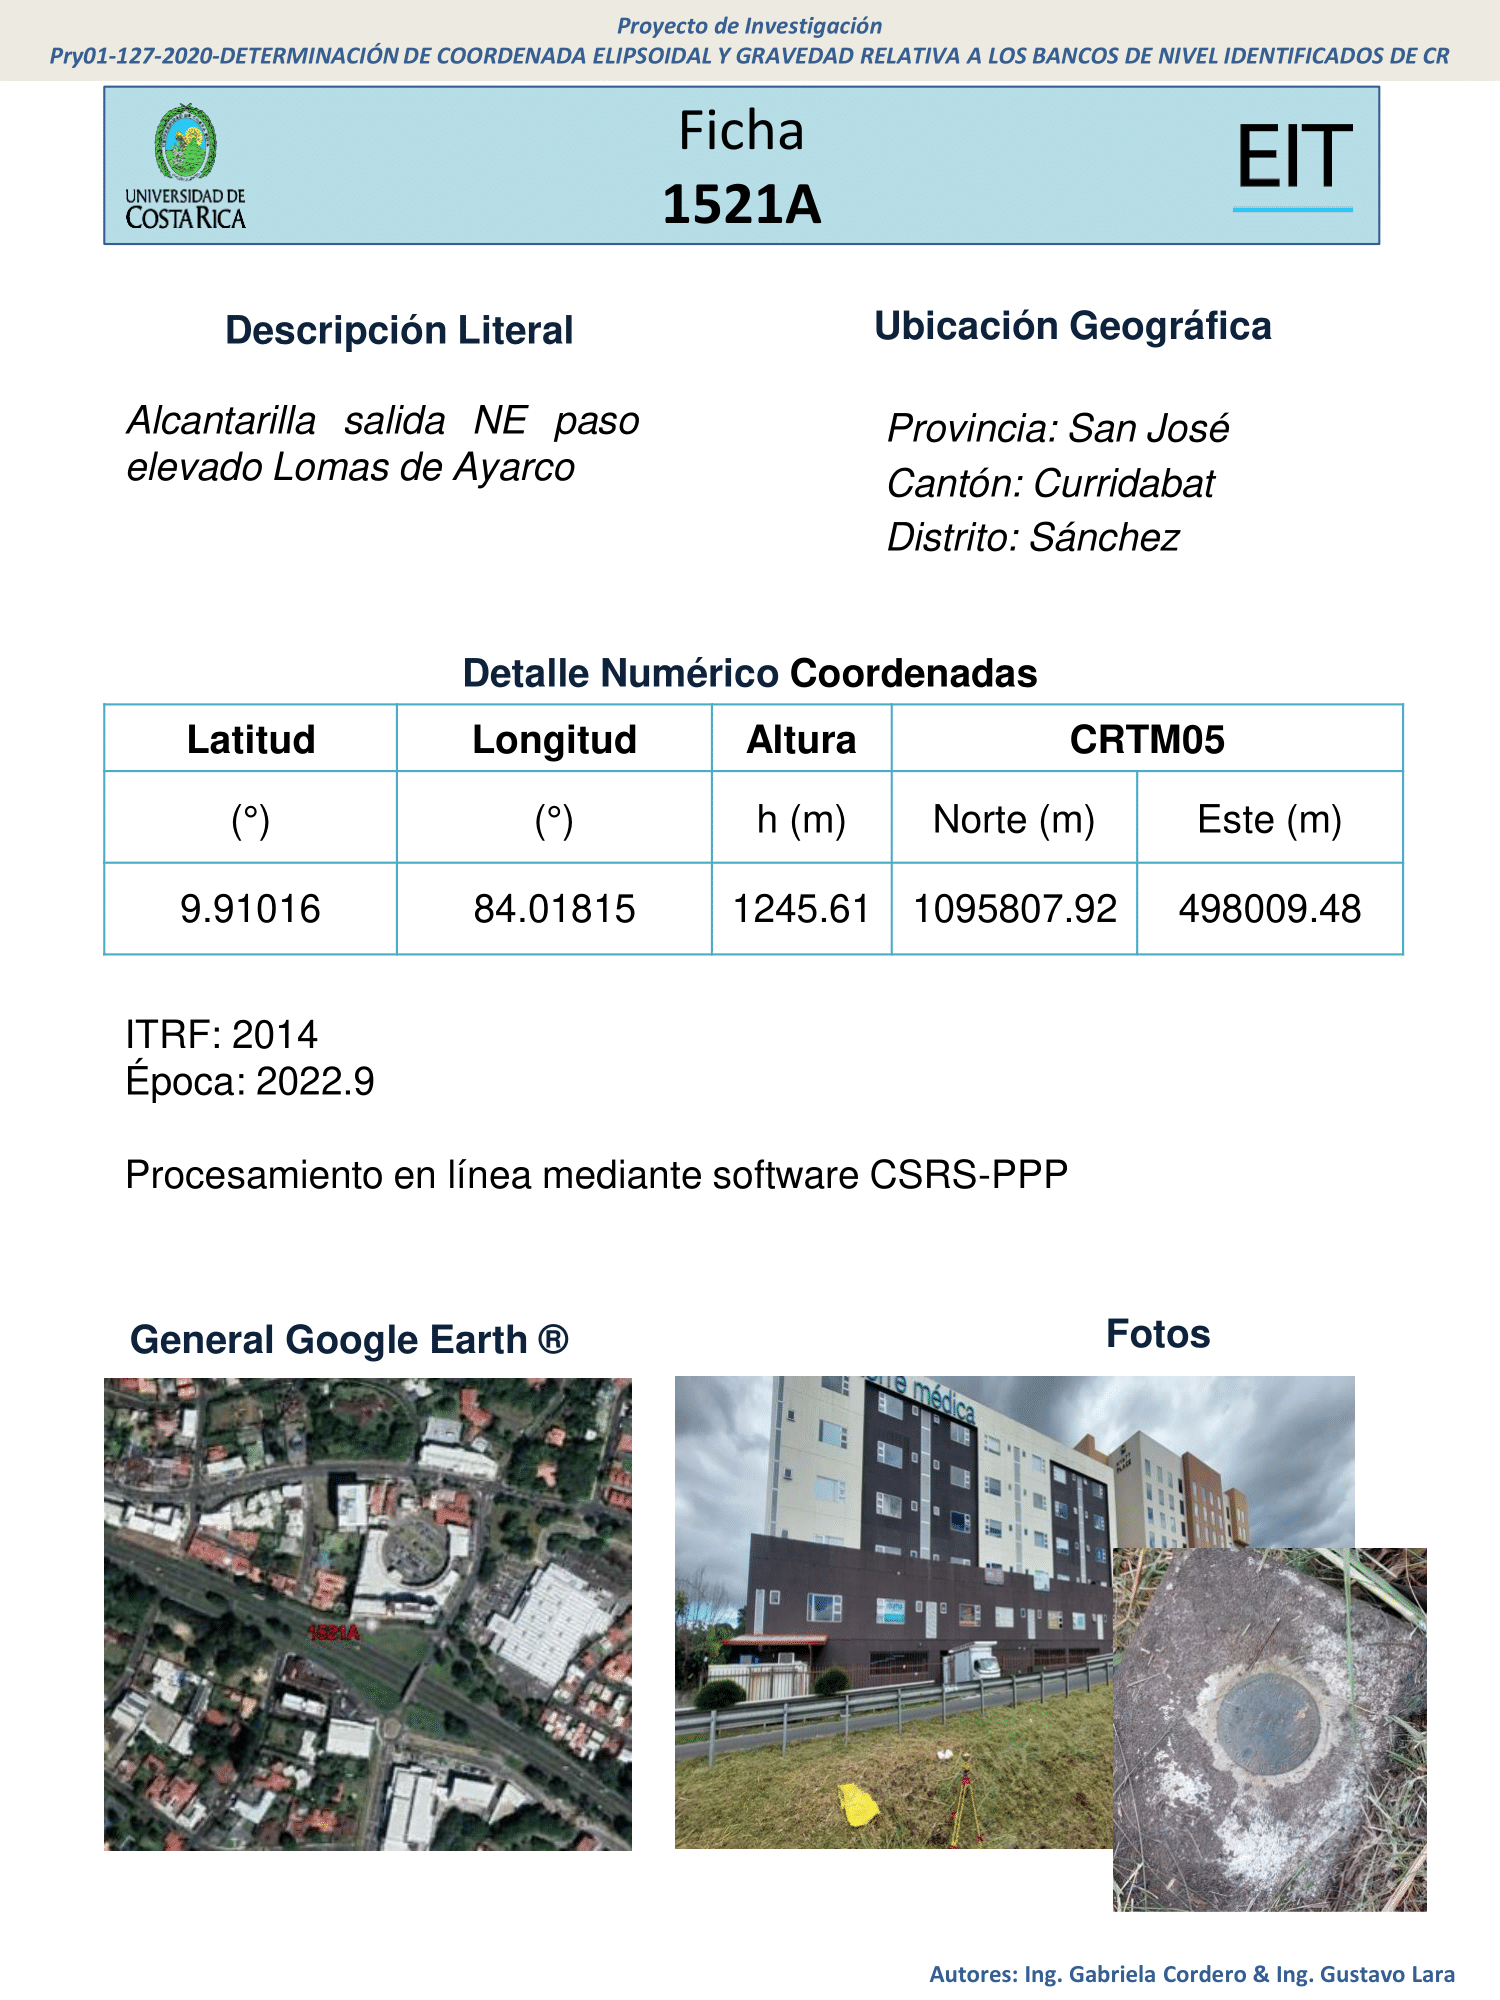 Proyecto de Investigación
Pry01-127-2020-DETERMINACIÓN DE COORDENADA ELIPSOIDAL Y GRAVEDAD RELATIVA A LOS BANCOS DE NIVEL IDENTIFICADOS DE CR
UNIVERSIDAD DE
COSTA RICA
Ficha
1521A
EIT
Descripción Literal
Alcantarilla salida NE paso
elevado Lomas de Ayarco
Ubicación Geográfica
Provincia: San José
Cantón: Curridabat
Distrito: Sánchez
Detalle Numérico Coordenadas
Latitud Longitud Altura CRTM05
(°) (°) h (m) Norte (m) Este (m)
9.91016 84.01815 1245.61 1095807.92 498009.48
ITRF: 2014
Época: 2022.9
Procesamiento en línea mediante software CSRS-PPP
General Google Earth ®
1521A
Fotos
médica
PLACE
Autores: Ing. Gabriela Cordero & Ing. Gustavo Lara